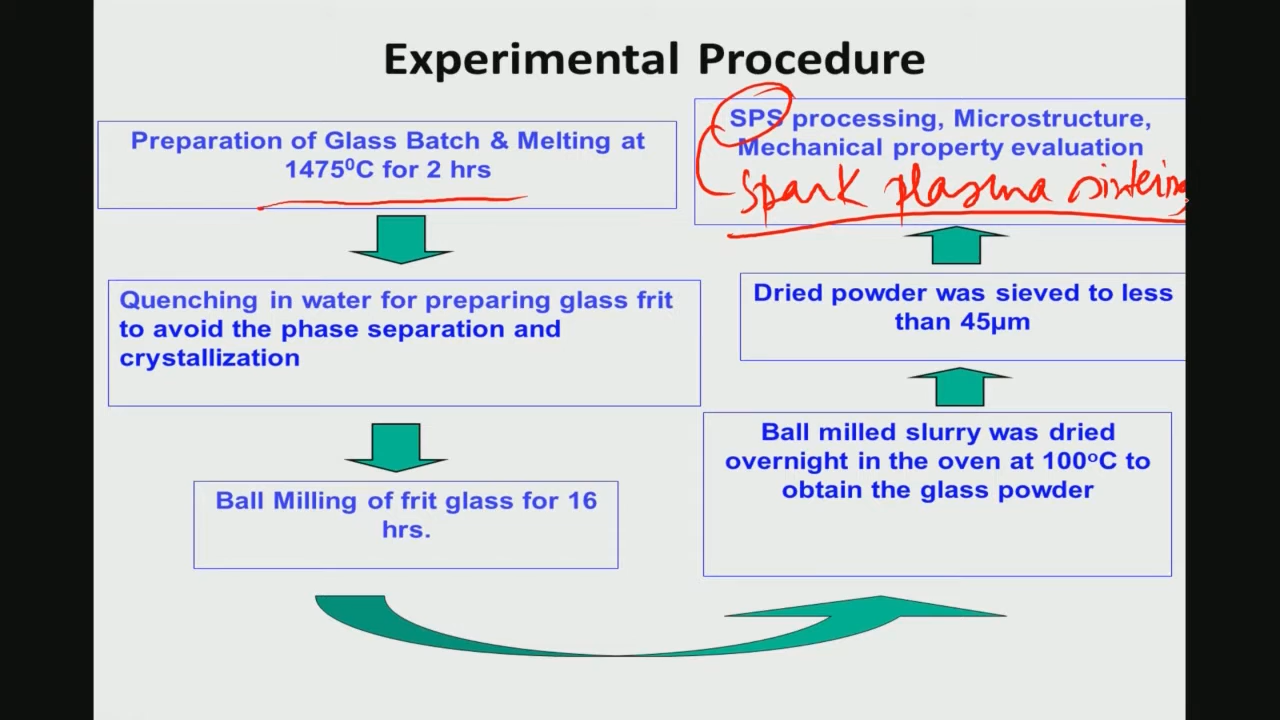 Experimental Procedure
Preparation of Glass Batch & Melting at
1475⁰C for 2 hrs
Quenching in water for preparing glass frit
to avoid the phase separation and
crystallization
Ball Milling of frit glass for 16
hrs.
Ball milled slurry was dried
overnight in the oven at 100°C to
obtain the glass powder
Dried powder was sieved to less
than 45µm
SPS processing, Microstructure,
Mechanical property evaluation
spark plasma sintering